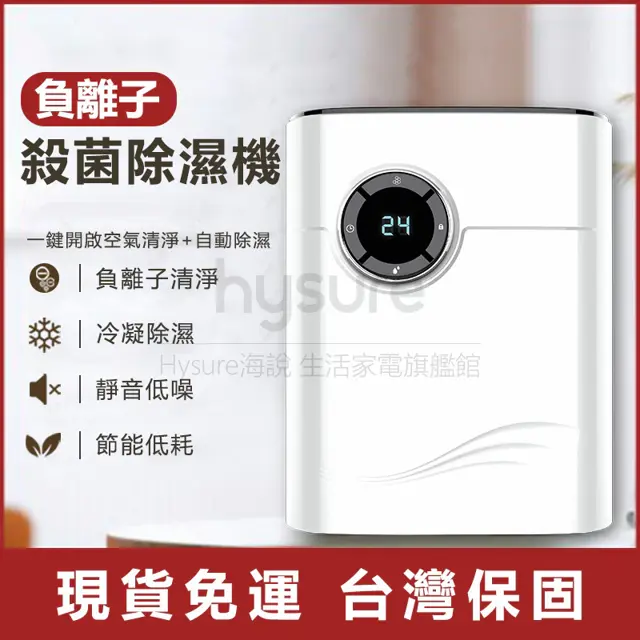 負離子
殺菌除濕機
一鍵開啟空氣清淨+自動除濕
負離子清淨
冷凝除濕
靜音低噪
節能低耗
24
hysure
Hysure海說 生活家電旗艦館
現貨免運 台灣保固